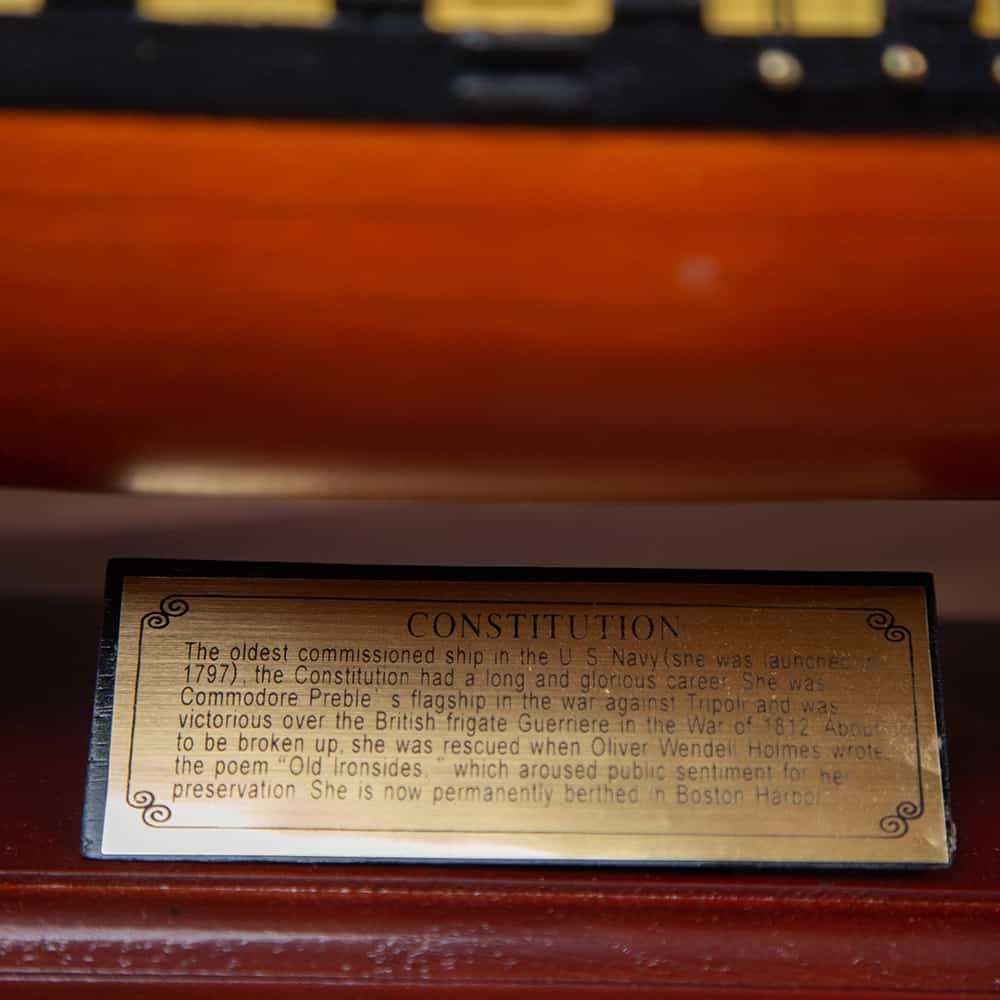 CONSTITUTION
The oldest commissioned ship in the U S Navy (she was launched in
1797), the Constitution had a long and glorious career. She was
Commodore Preble's flagship in the war against Tripoli and was
victorious over the British frigate Guerriere in the War of 1812. About
to be broken up, she was rescued when Oliver Wendell Holmes wrote
the poem "Old Ironsides," which aroused public sentiment for her
preservation. She is now permanently berthed in Boston Harbor